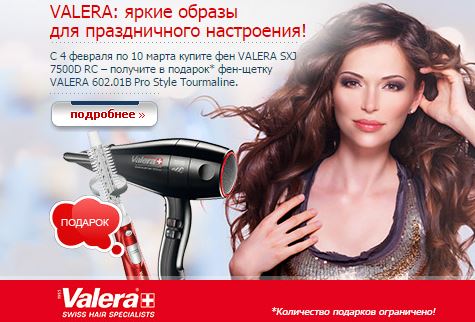 VALERA: яркие образы
для праздничного настроения!
С 4 февраля по 10 марта купите фен VALERA SXJ
7500D RC – получите в подарок* фен-щетку
VALERA 602.01B Pro Style Tourmaline.
подробнее »
Valera
ПОДАРОК
Valera
SWISS HAIR SPECIALISTS
*Количество подарков ограничено!